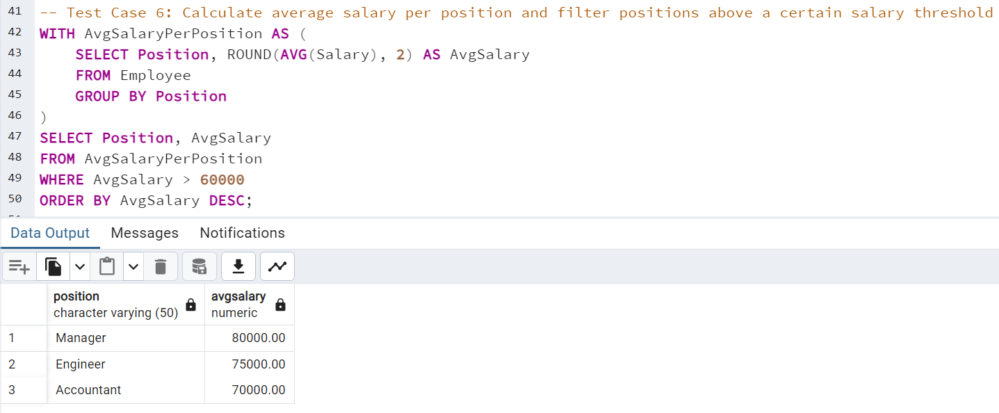 41 -- Test Case 6: Calculate average salary per position and filter positions above a certain salary threshold
42 WITH AvgSalaryPerPosition AS (
43     SELECT Position, ROUND(AVG(Salary), 2) AS AvgSalary
44     FROM Employee
45     GROUP BY Position
46 )
47 SELECT Position, AvgSalary
48 FROM AvgSalaryPerPosition
49 WHERE AvgSalary > 60000
50 ORDER BY AvgSalary DESC;
Data Output Messages Notifications
position avgsalary
character varying (50) numeric
1 Manager 80000.00
2 Engineer 75000.00
3 Accountant 70000.00